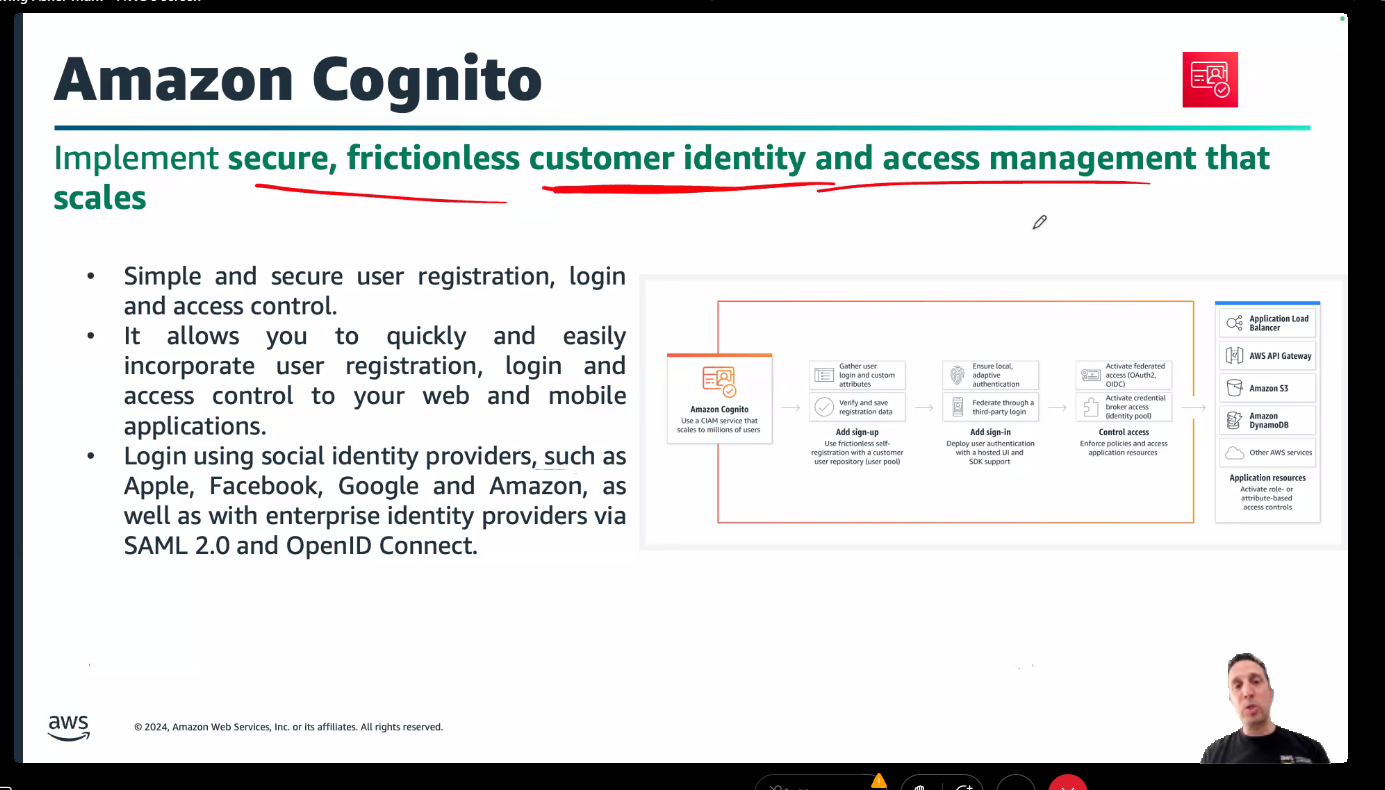 Amazon Cognito
Implement secure, frictionless customer identity and access management that
scales
• Simple and secure user registration, login
and access control.
• It allows you to quickly and easily
incorporate user registration, login and
access control to your web and mobile
applications.
• Login using social identity providers, such as
Apple, Facebook, Google and Amazon, as
well as with enterprise identity providers via
SAML 2.0 and OpenID Connect.
Amazon Cognito
Use a CIAM service that
scales to millions of users
Gather user
login and custom
attributes
Verify and save
registration data
Add sign-up
Use frictionless self-
registration with a customer
user repository (user pool)
Ensure local,
adaptive
authentication
Federate through a
third-party login
Add sign-in
Deploy user authentication
with a hosted UI and
SDK support
Activate federated
access (OAuth2,
OIDC)
Activate credential
broker access
(identity pool)
Control access
Enforce policies and access
application resources
Application Load
Balancer
AWS API Gateway
Amazon S3
Amazon
DynamoDB
Other AWS services
Application resources
Activate role- or
attribute-based
access controls
aws
© 2024, Amazon Web Services, Inc. or its affiliates. All rights reserved.